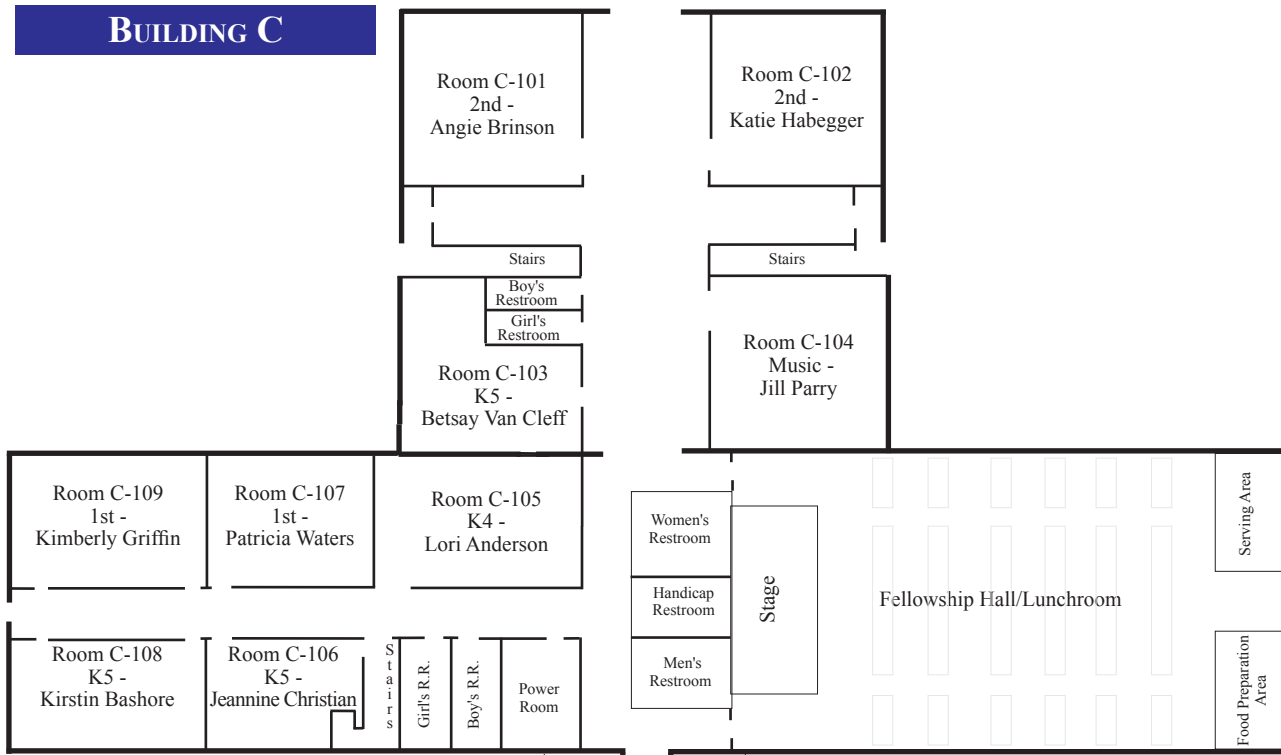 BUILDING C
Room C-101
2nd -
Angie Brinson
Room C-102
2nd -
Katie Habegger
Stairs
Stairs
Boy's
Restroom
Girl's
Restroom
Room C-103
K5 -
Betsay Van Cleff
Room C-104
Music -
Jill Parry
Room C-109
1st -
Kimberly Griffin
Room C-107
1st -
Patricia Waters
Room C-105
K4 -
Lori Anderson
Women's
Restroom
Handicap
Restroom
Men's
Restroom
Stage
Fellowship Hall/Lunchroom
Serving Area
Food Preparation
Area
Room C-108
K5 -
Kirstin Bashore
Room C-106
K5 -
Jeannine Christian
Stairs
Girl's R.R.
Boy's R.R.
Power
Room